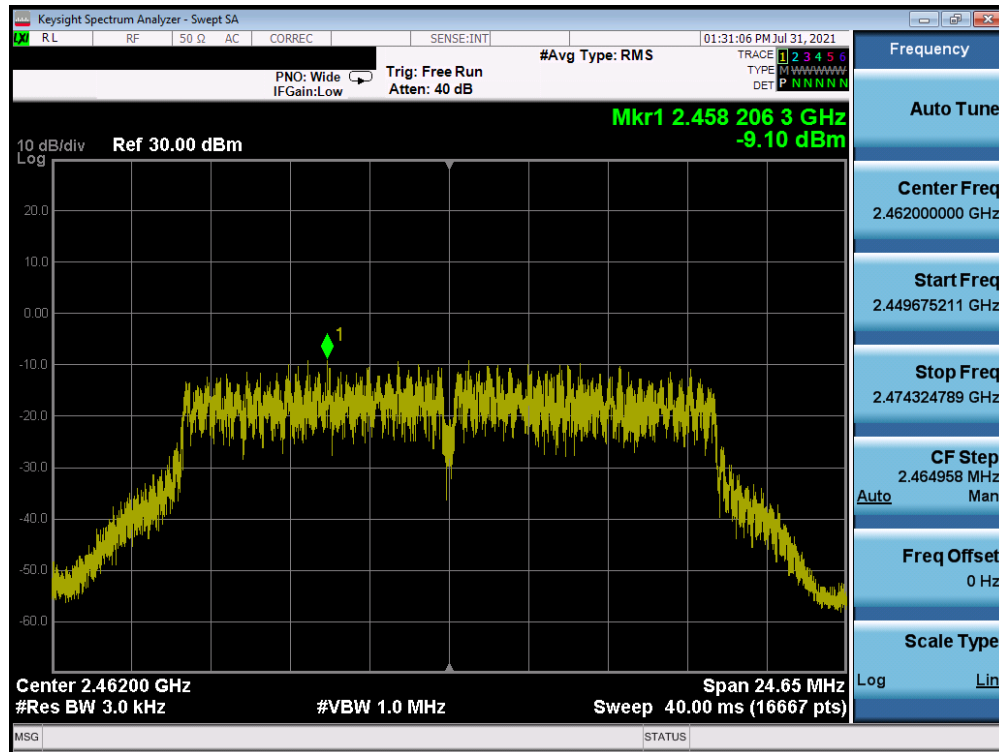 Keysight Spectrum Analyzer - Swept SA
LXI RL RF 50 Ω AC CORREC SENSE:INT 01:31:06 PM Jul 31, 2021
#Avg Type: RMS TRACE 1 2 3 4 5 6
PNO: Wide Trig: Free Run TYPE M WWWWW
IFGain:Low Atten: 40 dB DET P N N N N N
Mkr1 2.458 206 3 GHz
-9.10 dBm
10 dB/div Ref 30.00 dBm
Log
20.0
10.0
0.00
1
-10.0
-20.0
-30.0
-40.0
-50.0
-60.0
Center 2.46200 GHz Span 24.65 MHz
#Res BW 3.0 kHz #VBW 1.0 MHz Sweep 40.00 ms (16667 pts)
MSG STATUS
Frequency
Auto Tune
Center Freq
2.462000000 GHz
Start Freq
2.449675211 GHz
Stop Freq
2.474324789 GHz
CF Step
2.464958 MHz
Auto Man
Freq Offset
0 Hz
Scale Type
Log Lin